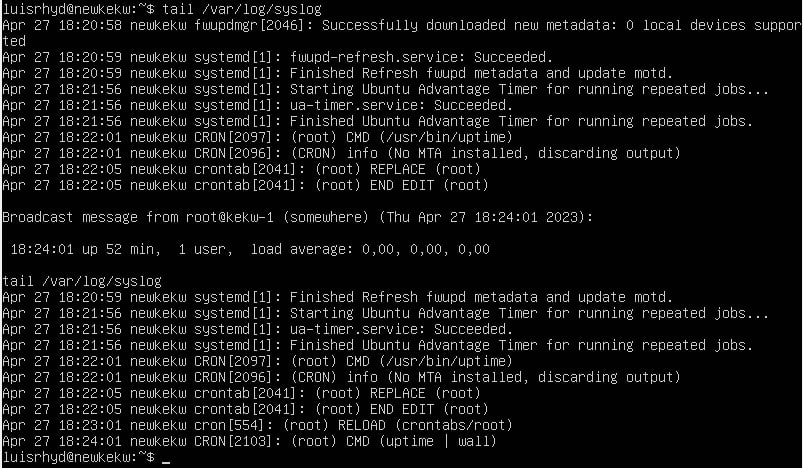 luisrhyd@newkekw:~$ tail /var/log/syslog
Apr 27 18:20:58 newkekw fwupdmgr[2046]: Successfully downloaded new metadata: 0 local devices suppor
ted
Apr 27 18:20:59 newkekw systemd[1]: fwupd-refresh.service: Succeeded.
Apr 27 18:20:59 newkekw systemd[1]: Finished Refresh fwupd metadata and update motd.
Apr 27 18:21:56 newkekw systemd[1]: Starting Ubuntu Advantage Timer for running repeated jobs...
Apr 27 18:21:56 newkekw systemd[1]: ua-timer.service: Succeeded.
Apr 27 18:21:56 newkekw systemd[1]: Finished Ubuntu Advantage Timer for running repeated jobs.
Apr 27 18:22:01 newkekw CRON[2097]: (root) CMD (/usr/bin/uptime)
Apr 27 18:22:01 newkekw CRON[2096]: (CRON) info (No MTA installed, discarding output)
Apr 27 18:22:05 newkekw crontab[2041]: (root) REPLACE (root)
Apr 27 18:22:05 newkekw crontab[2041]: (root) END EDIT (root)
Broadcast message from root@kekw-1 (somewhere) (Thu Apr 27 18:24:01 2023):
18:24:01 up 52 min,  1 user,  load average: 0,00, 0,00, 0,00
tail /var/log/syslog
Apr 27 18:20:59 newkekw systemd[1]: Finished Refresh fwupd metadata and update motd.
Apr 27 18:21:56 newkekw systemd[1]: Starting Ubuntu Advantage Timer for running repeated jobs...
Apr 27 18:21:56 newkekw systemd[1]: ua-timer.service: Succeeded.
Apr 27 18:21:56 newkekw systemd[1]: Finished Ubuntu Advantage Timer for running repeated jobs.
Apr 27 18:22:01 newkekw CRON[2097]: (root) CMD (/usr/bin/uptime)
Apr 27 18:22:01 newkekw CRON[2096]: (CRON) info (No MTA installed, discarding output)
Apr 27 18:22:05 newkekw crontab[2041]: (root) REPLACE (root)
Apr 27 18:22:05 newkekw crontab[2041]: (root) END EDIT (root)
Apr 27 18:23:01 newkekw cron[554]: (root) RELOAD (crontabs/root)
Apr 27 18:24:01 newkekw CRON[2103]: (root) CMD (uptime | wall)
luisrhyd@newkekw:~$ _